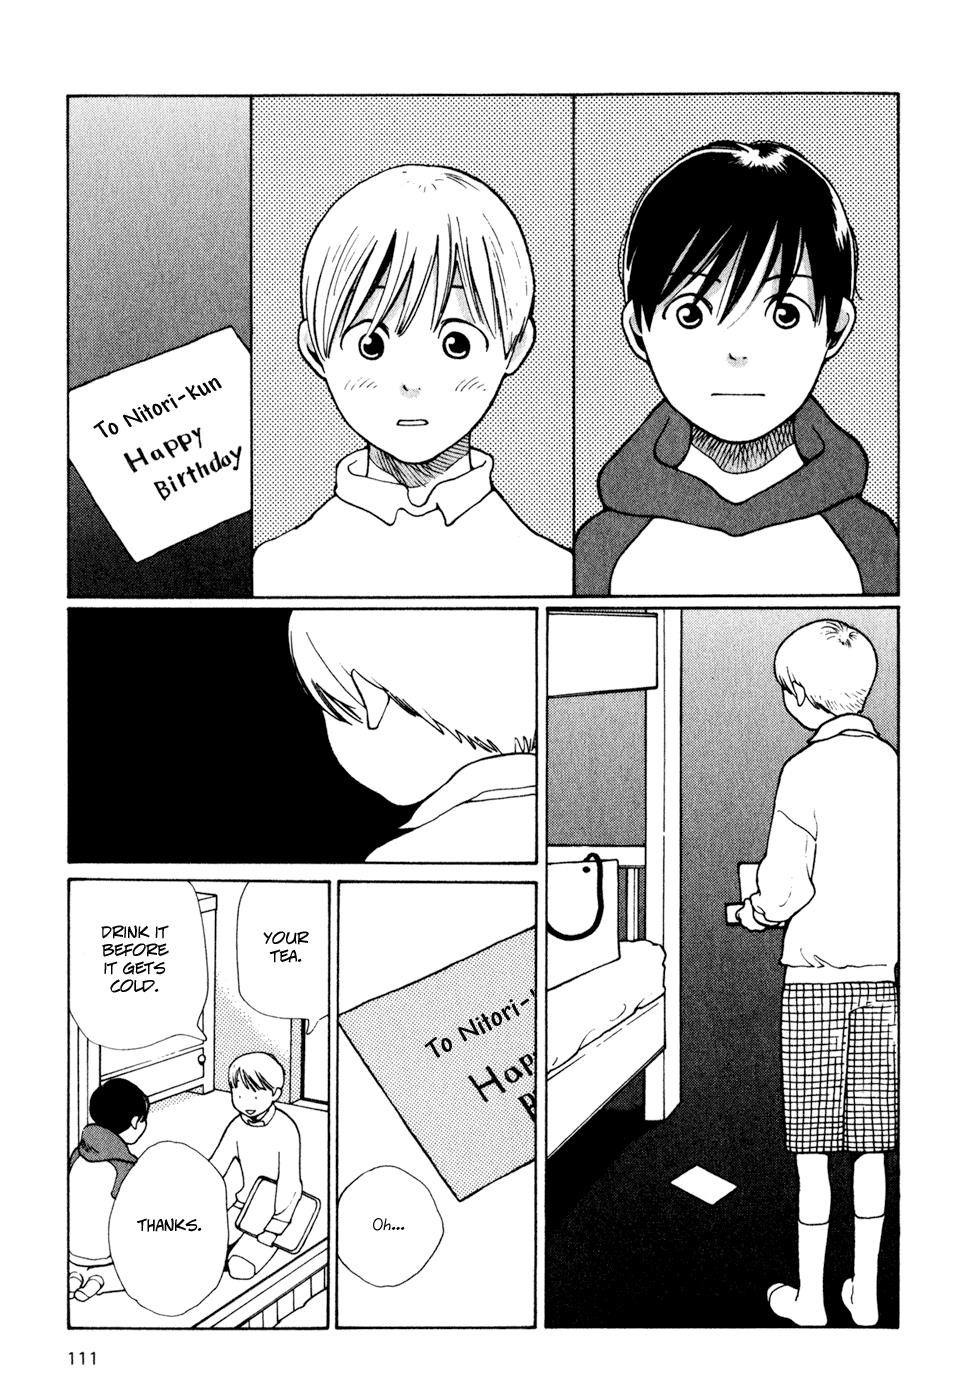 To Nitori-Kun
Happy
Birthday
YOUR
TEA.
DRINK IT
BEFORE
IT GETS
COLD.
THANKS.
To Nitori-
Hap
Oh...
111